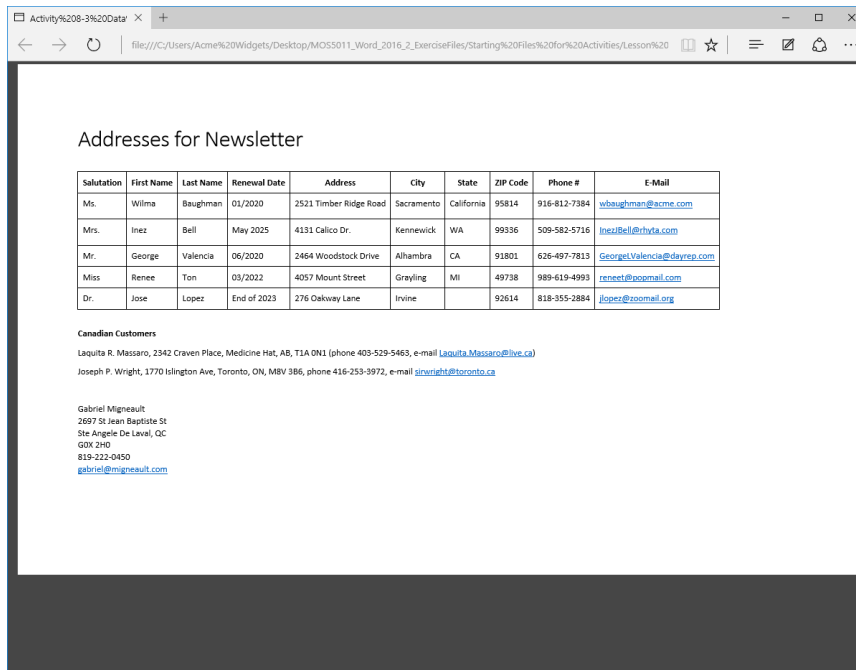 Activity%208-3%20Data'
file:///C:/Users/Acme%20Widgets/Desktop/MOS5011_Word_2016_2_ExerciseFiles/Starting%20Files%20for%20Activities/Lesson%20
Addresses for Newsletter
Salutation First Name Last Name Renewal Date Address City State ZIP Code Phone # E-Mail
Ms. Wilma Baughman 01/2020 2521 Timber Ridge Road Sacramento California 95814 916-812-7384 wbaughman@acme.com
Mrs. Inez Bell May 2025 4131 Calico Dr. Kennewick WA 99336 509-582-5716 InezJBell@rhyta.com
Mr. George Valencia 06/2020 2464 Woodstock Drive Alhambra CA 91801 626-497-7813 GeorgeLValencia@dayrep.com
Miss Renee Ton 03/2022 4057 Mount Street Grayling MI 49738 989-619-4993 reneet@popmail.com
Dr. Jose Lopez End of 2023 276 Oakway Lane Irvine 92614 818-355-2884 jlopez@zoomail.org
Canadian Customers
Laquita R. Massaro, 2342 Craven Place, Medicine Hat, AB, T1A 0N1 (phone 403-529-5463, e-mail Laquita.Massaro@live.ca)
Joseph P. Wright, 1770 Islington Ave, Toronto, ON, M8V 3B6, phone 416-253-3972, e-mail sirwright@toronto.ca
Gabriel Migneault
2697 St Jean Baptiste St
Ste Angele De Laval, QC
G0X 2H0
819-222-0450
gabriel@migneault.com